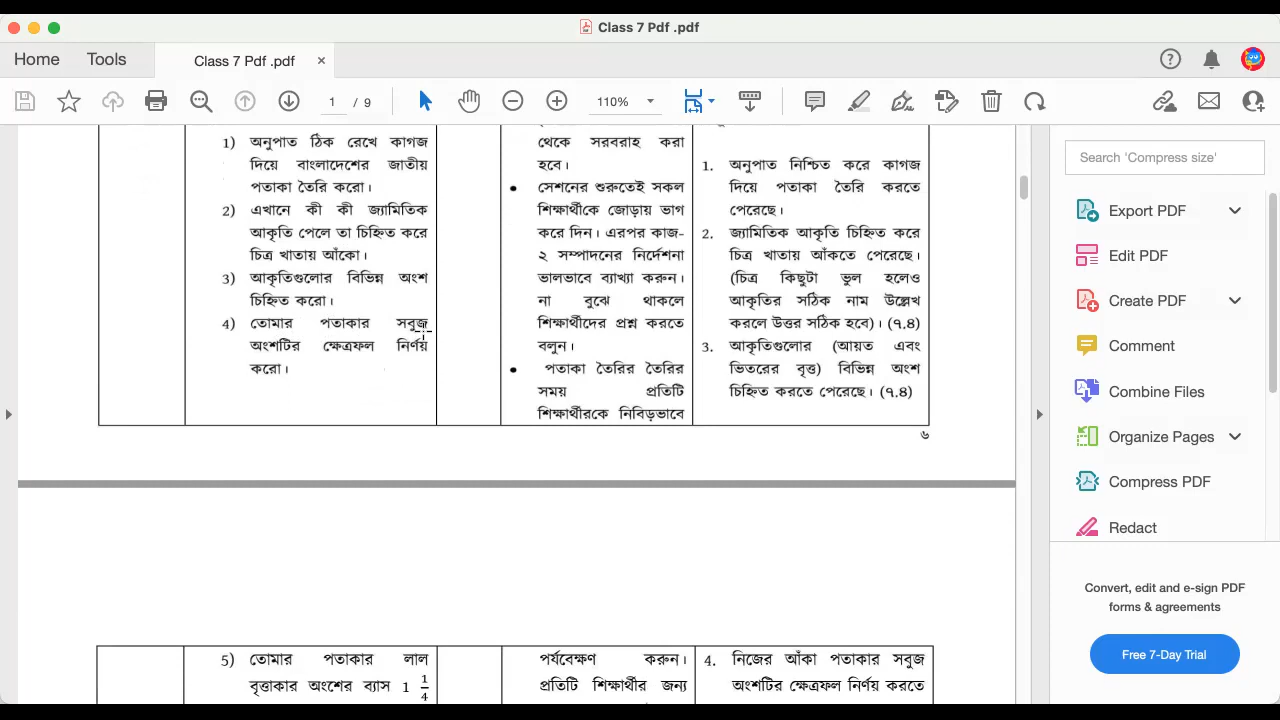 Class 7 Pdf .pdf
Home
Tools
Class 7 Pdf .pdf
×
1 / 9
110%
1) অনুপাত ঠিক রেখে কাগজ
দিয়ে বাংলাদেশের জাতীয়
পতাকা তৈরি করো।
2) এখানে কী কী জ্যামিতিক
আকৃতি পেলে তা চিহ্নিত করে
চিত্র খাতায় আঁকো।
3) আকৃতিগুলোর বিভিন্ন অংশ
চিহ্নিত করো।
4) তোমার পতাকার সবুজ
অংশটির ক্ষেত্রফল নির্ণয়
করো।
থেকে সরবরাহ করা
হবে।
• সেশনের শুরুতেই সকল
শিক্ষার্থীকে জোড়ায় ভাগ
করে দিন। এরপর কাজ-
২ সম্পাদনের নির্দেশনা
ভালভাবে ব্যাখ্যা করুন।
না বুঝে থাকলে
শিক্ষার্থীদের প্রশ্ন করতে
বলুন।
• পতাকা তৈরির তৈরির
সময় প্রতিটি
শিক্ষার্থীরকে নিবিড়ভাবে
1. অনুপাত নিশ্চিত করে কাগজ
দিয়ে পতাকা তৈরি করতে
পেরেছে।
2. জ্যামিতিক আকৃতি চিহ্নিত করে
চিত্র খাতায় আঁকতে পেরেছে।
(চিত্র কিছুটা ভুল হলেও
আকৃতির সঠিক নাম উল্লেখ
করলে উত্তর সঠিক হবে)। (৭.৪)
3. আকৃতিগুলোর (আয়ত এবং
ভিতরের বৃত্ত) বিভিন্ন অংশ
চিহ্নিত করতে পেরেছে। (৭.৪)
৬
5) তোমার পতাকার লাল
বৃত্তাকার অংশের ব্যাস 1 1/4
পর্যবেক্ষণ করুন।
প্রতিটি শিক্ষার্থীর জন্য
4. নিজের আঁকা পতাকার সবুজ
অংশটির ক্ষেত্রফল নির্ণয় করতে
Search 'Compress size'
Export PDF
Edit PDF
Create PDF
Comment
Combine Files
Organize Pages
Compress PDF
Redact
Convert, edit and e-sign PDF
forms & agreements
Free 7-Day Trial